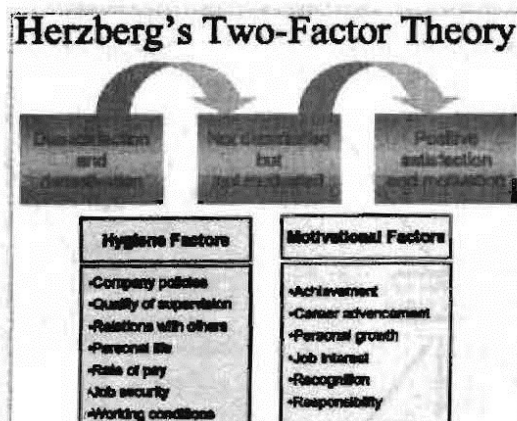 Herzberg's Two-Factor Theory
Dissatisfaction
and
demotivation
Not dissatisfied
but
not motivated
Positive
satisfaction
and motivation
Hygiene Factors
•Company policies
•Quality of supervision
•Relations with others
•Personal life
•Rate of pay
•Job security
•Working conditions
Motivational Factors
•Achievement
•Career advancement
•Personal growth
•Job interest
•Recognition
•Responsibility